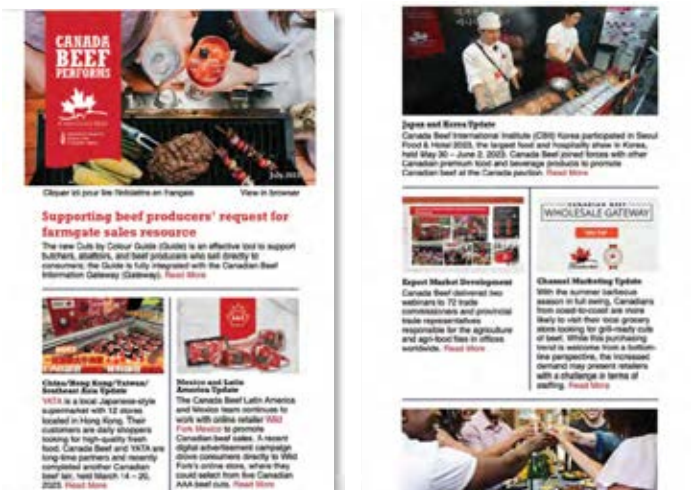 CANADA
BEEF
PERFORMS
July 2023
Cliquer ici pour lire l'infolettre en français
View in browser
Supporting beef producers' request for
farmgate sales resource
The new Cuts by Colour Guide (Guide) is an effective tool to support
butchers, abattoirs, and beef producers who sell directly to
consumers; the Guide is fully integrated with the Canadian Beef
Information Gateway (Gateway). Read More
China/Hong Kong/Taiwan/
Southeast Asia Update
YATA is a local Japanese-style
supermarket with 12 stores
located in Hong Kong. Their
customers are daily shoppers
looking for high-quality fresh
food. Canada Beef and YATA are
long-time partners and recently
completed another Canadian
beef fair, held March 14 – 20,
2023. Read More
Mexico and Latin
America Update
The Canada Beef Latin America
and Mexico team continues to
work with online retailer Wild
Fork Mexico to promote
Canadian beef sales. A recent
digital advertisement campaign
drove consumers directly to Wild
Fork's online store, where they
could select from five Canadian
AAA beef cuts. Read More
Japan and Korea Update
Canada Beef International Institute (CBII) Korea participated in Seoul
Food & Hotel 2023, the largest food and hospitality show in Korea,
held May 30 – June 2, 2023. Canada Beef joined forces with other
Canadian premium food and beverage products to promote
Canadian beef at the Canada pavilion. Read More
Export Market Development
Canada Beef delivered two
webinars to 72 trade
commissioners and provincial
trade representatives
responsible for the agriculture
and agri-food files in offices
worldwide. Read More
CANADIAN BEEF
WHOLESALE GATEWAY
Channel Marketing Update
With the summer barbecue
season in full swing, Canadians
from coast-to-coast are more
likely to visit their local grocery
store looking for grill-ready cuts
of beef. While this purchasing
trend is welcome from a bottom-
line perspective, the increased
demand may present retailers
with a challenge in terms of
staffing. Read More